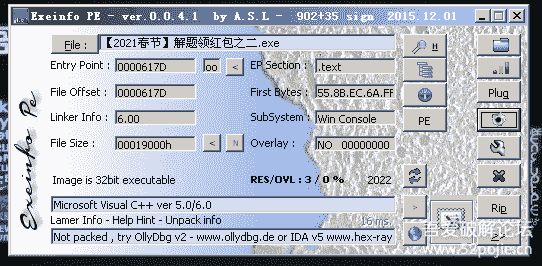 Exeinfo PE - ver.0.0.4.1 by A.S.L - 902+35 sign 2015.12.01
File : 【2021春节】解题领红包之二.exe
Entry Point : 0000617D oo < EP Section : .text
File Offset : 0000617D First Bytes : 55.8B.EC.6A.FF Plug
Linker Info : 6.00 SubSystem : Win Console PE
File Size : 00019000h < N Overlay : NO 00000000
Image is 32bit executable RES/OVL : 3 / 0 % 2022
Microsoft Visual C++ ver 5.0/6.0 > Rip
Lamer Info - Help Hint - Unpack info 16 ms.
Not packed , try OllyDbg v2 - www.ollydbg.de or IDA v5 www.hex-ray >>
Exeinfo Pe
吾爱破解论坛
www.52pojie.cn